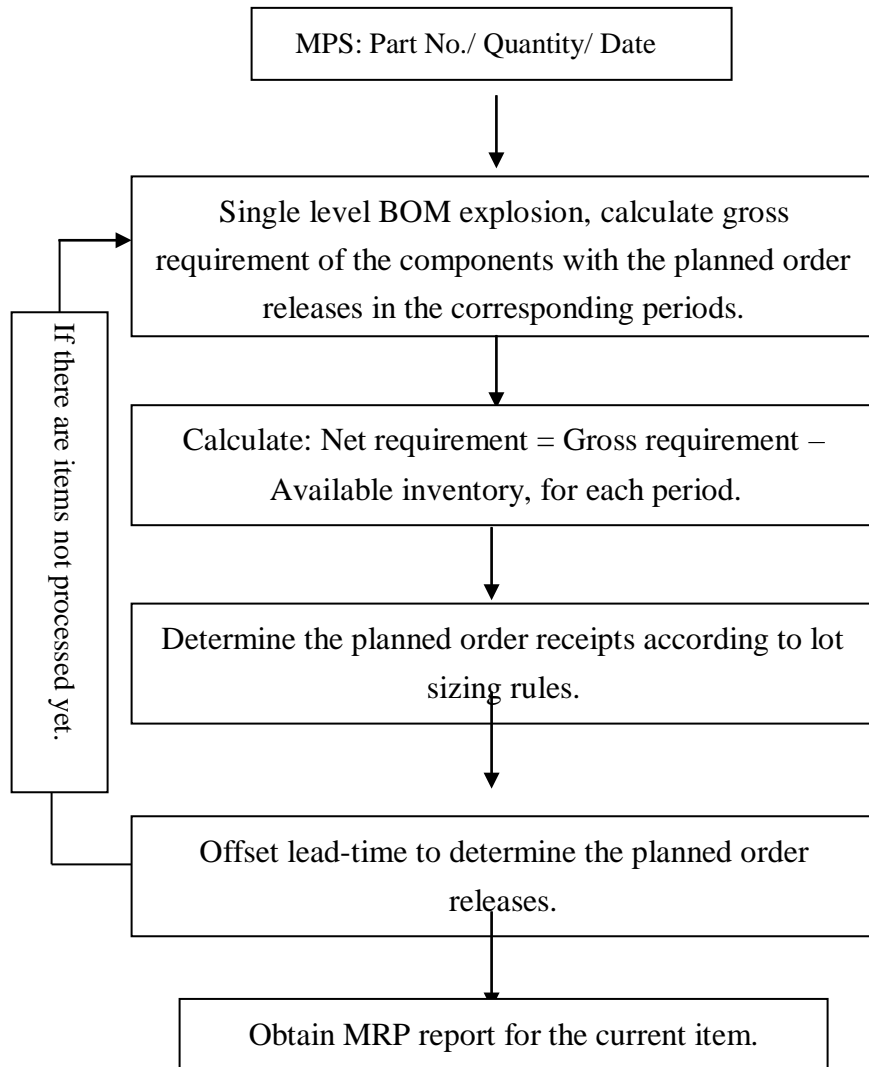 MPS: Part No./ Quantity/ Date
Single level BOM explosion, calculate gross
requirement of the components with the planned order
releases in the corresponding periods.
If there are items not processed yet.
Calculate: Net requirement = Gross requirement –
Available inventory, for each period.
Determine the planned order receipts according to lot
sizing rules.
Offset lead-time to determine the planned order
releases.
Obtain MRP report for the current item.